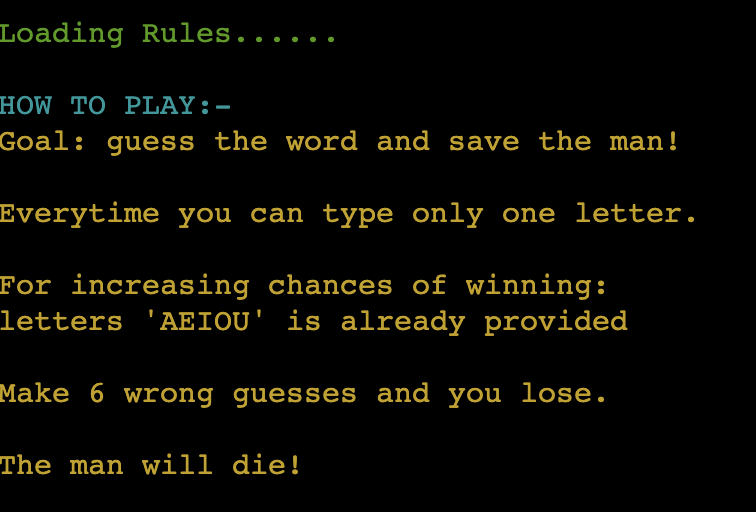 Loading Rules......
HOW TO PLAY:-
Goal: guess the word and save the man!
Everytime you can type only one letter.
For increasing chances of winning:
letters 'AEIOU' is already provided
Make 6 wrong guesses and you lose.
The man will die!